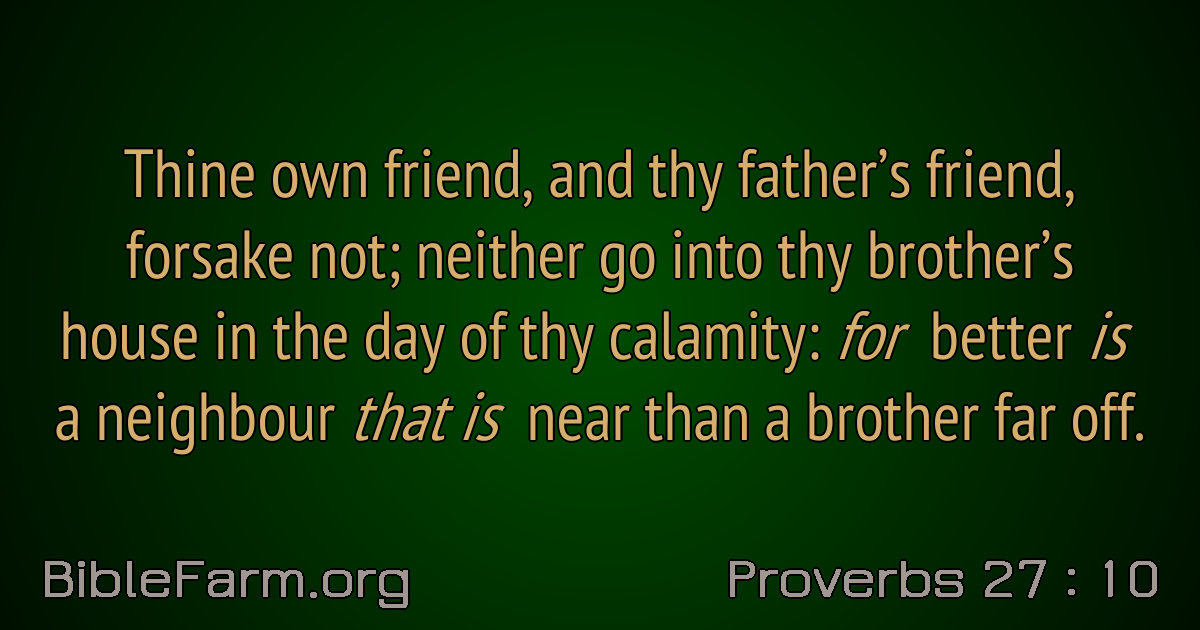 Thine own friend, and thy father’s friend,
forsake not; neither go into thy brother’s
house in the day of thy calamity: for better is
a neighbour that is near than a brother far off.
BibleFarm.org
Proverbs 27 : 10